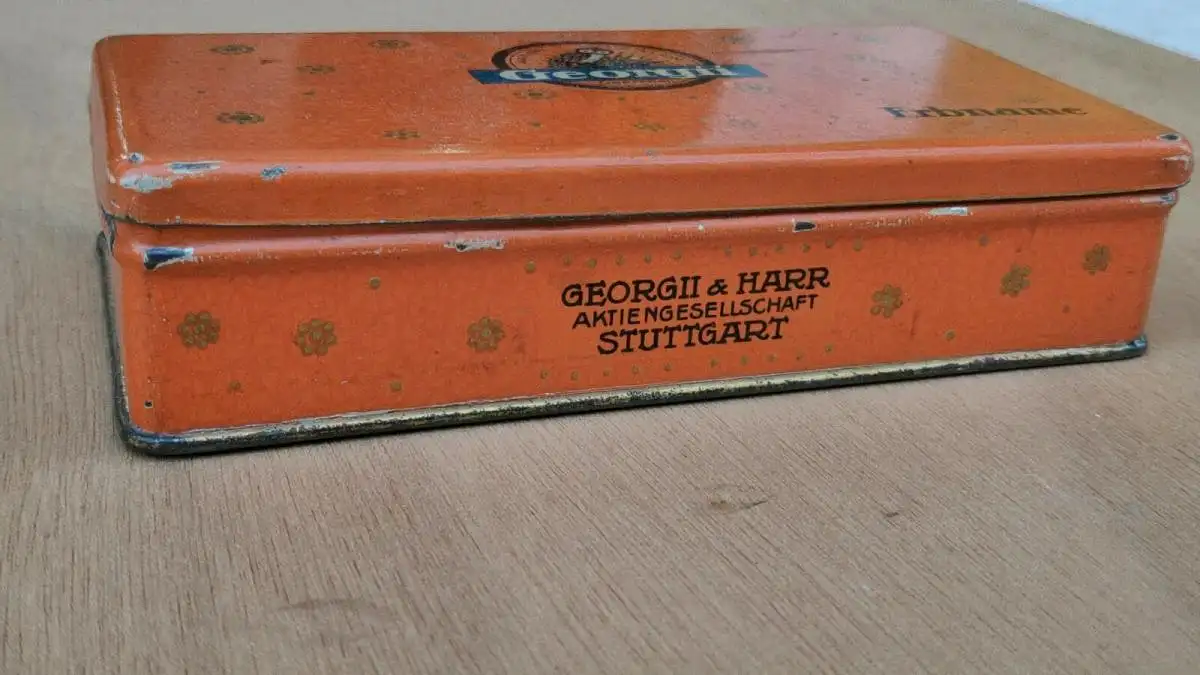 Georgii
Erbname
GEORGII & HARR
AKTIENGESELLSCHAFT
STUTTGART